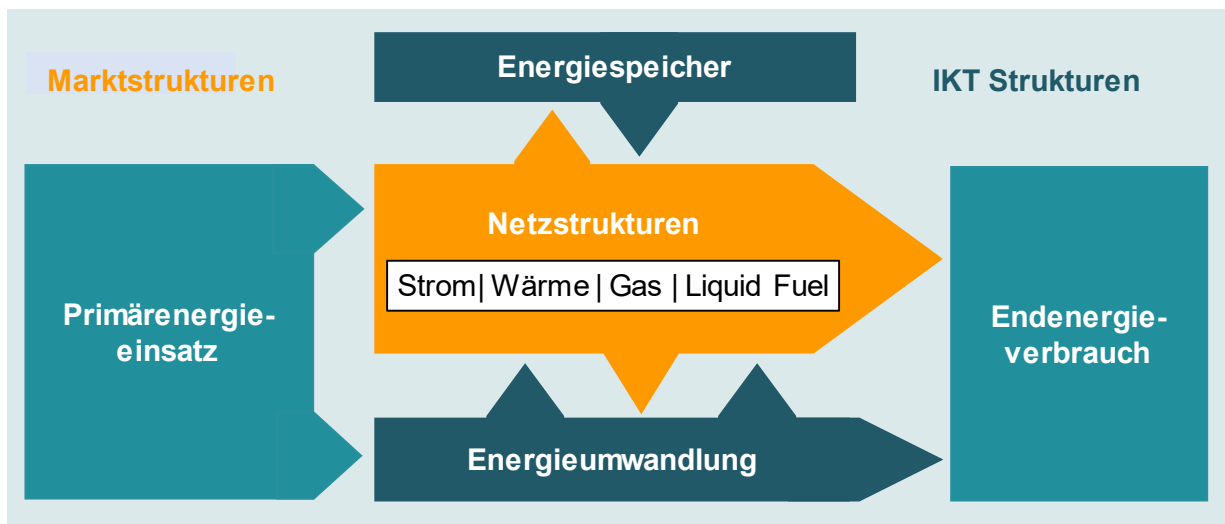 Marktstrukturen
Energiespeicher
IKT Strukturen
Netzstrukturen
Strom| Wärme | Gas | Liquid Fuel
Primärenergie-
einsatz
Endenergie-
verbrauch
Energieumwandlung